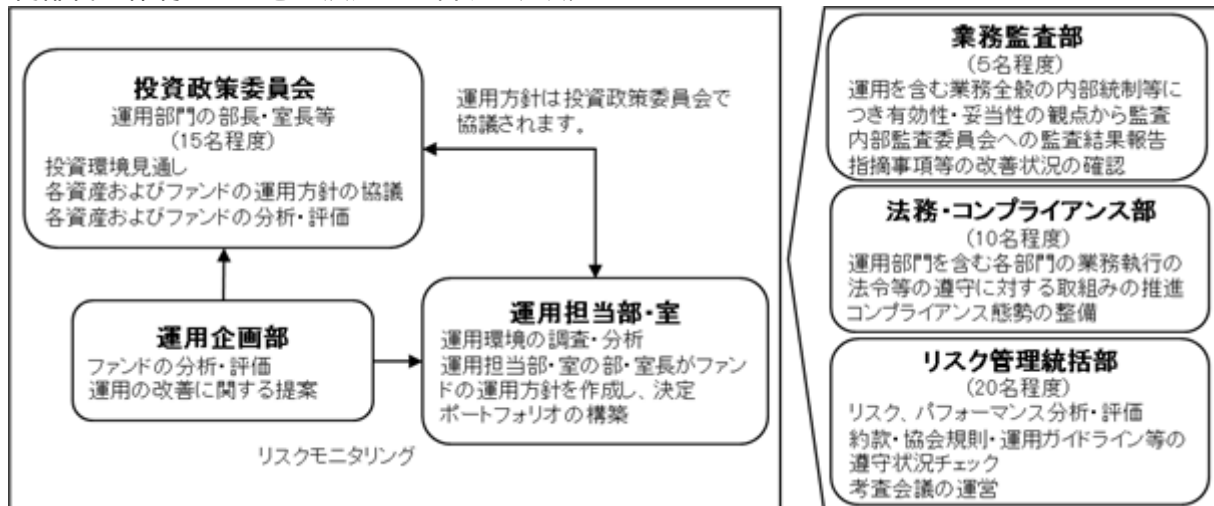 投資政策委員会
運用部門の部長・室長等
(15名程度)
投資環境見通し
各資産およびファンドの運用方針の協議
各資産およびファンドの分析・評価
運用方針は投資政策委員会で
協議されます。
運用企画部
ファンドの分析・評価
運用の改善に関する提案
運用担当部・室
運用環境の調査・分析
運用担当部・室の部・室長がファン
ドの運用方針を作成し、決定
ポートフォリオの構築
リスクモニタリング
業務監査部
(5名程度)
運用を含む業務全般の内部統制等に
つき有効性・妥当性の観点から監査
内部監査委員会への監査結果報告
指摘事項等の改善状況の確認
法務・コンプライアンス部
(10名程度)
運用部門を含む各部門の業務執行の
法令等の遵守に対する取組みの推進
コンプライアンス態勢の整備
リスク管理統括部
(20名程度)
リスク、パフォーマンス分析・評価
約款・協会規則・運用ガイドライン等の
遵守状況チェック
考査会議の運営